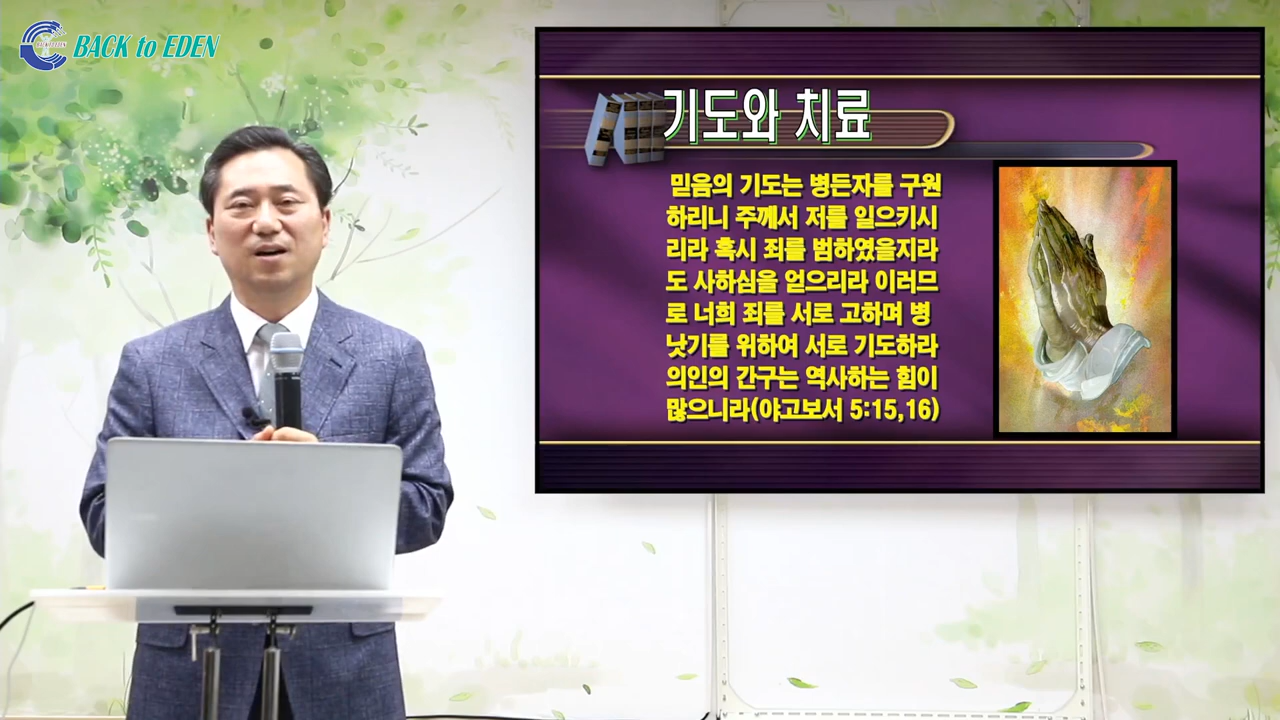 BACK to EDEN
기도와 치료
믿음의 기도는 병든자를 구원
하리니 주께서 저를 일으키시
리라 혹시 죄를 범하였을지라
도 사하심을 얻으리라 이러므
로 너희 죄를 서로 고하며 병
낫기를 위하여 서로 기도하라
의인의 간구는 역사하는 힘이
많으니라(야고보서 5:15,16)